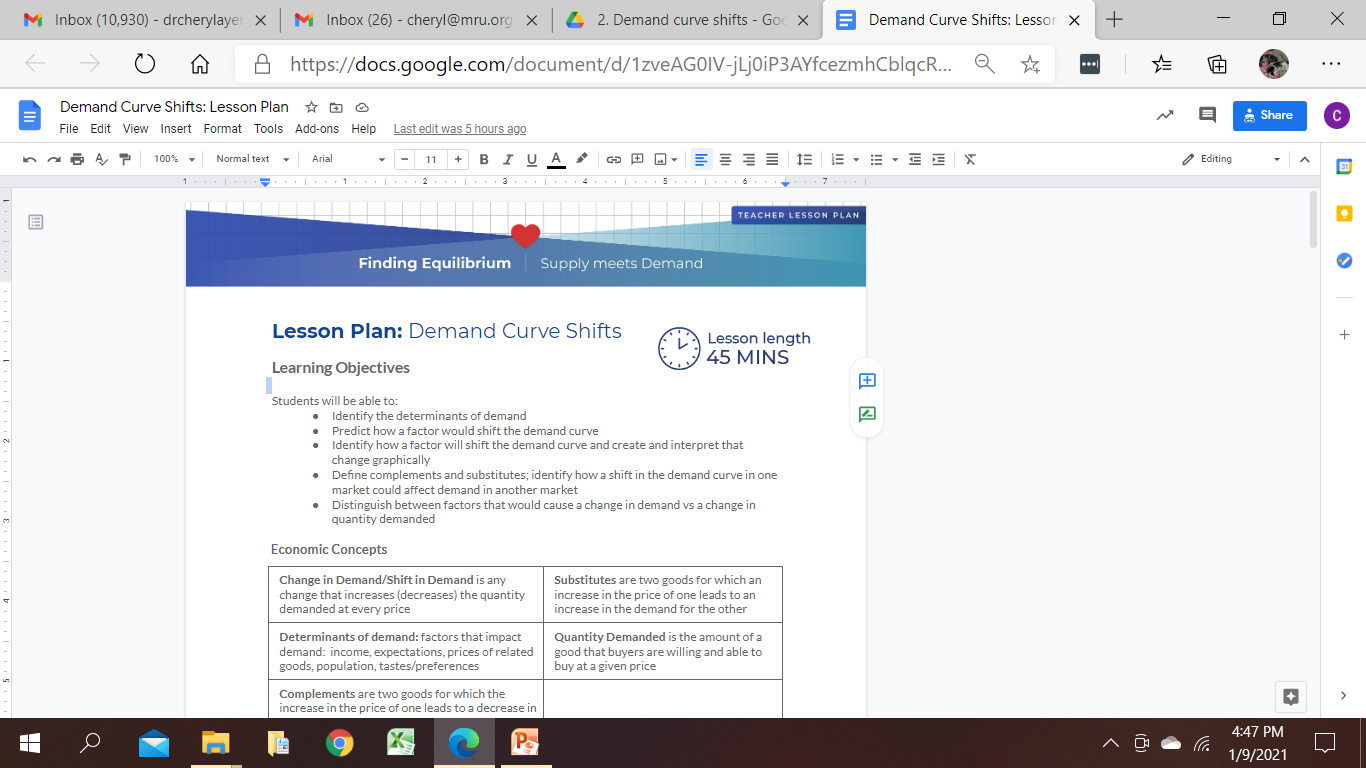 Inbox (10,930) - drcherylayer
Inbox (26) - cheryl@mru.org
2. Demand curve shifts - Goo
Demand Curve Shifts: Lesson
https://docs.google.com/document/d/1zveAG0IV-jLj0iP3AYfcezmhCblqcR...
Demand Curve Shifts: Lesson Plan
File Edit View Insert Format Tools Add-ons Help Last edit was 5 hours ago
Share
C
100% Normal text Arial 11 B I U A Editing
1 1 2 3 4 5 6 7
TEACHER LESSON PLAN
Finding Equilibrium Supply meets Demand
Lesson Plan: Demand Curve Shifts
Lesson length
45 MINS
Learning Objectives
Students will be able to:
● Identify the determinants of demand
● Predict how a factor would shift the demand curve
● Identify how a factor will shift the demand curve and create and interpret that
change graphically
● Define complements and substitutes; identify how a shift in the demand curve in one
market could affect demand in another market
● Distinguish between factors that would cause a change in demand vs a change in
quantity demanded
Economic Concepts
Change in Demand/Shift in Demand is any
change that increases (decreases) the quantity
demanded at every price
Substitutes are two goods for which an
increase in the price of one leads to an
increase in the demand for the other
Determinants of demand: factors that impact
demand: income, expectations, prices of related
goods, population, tastes/preferences
Quantity Demanded is the amount of a
good that buyers are willing and able to
buy at a given price
Complements are two goods for which the
increase in the price of one leads to a decrease in
4:47 PM
1/9/2021